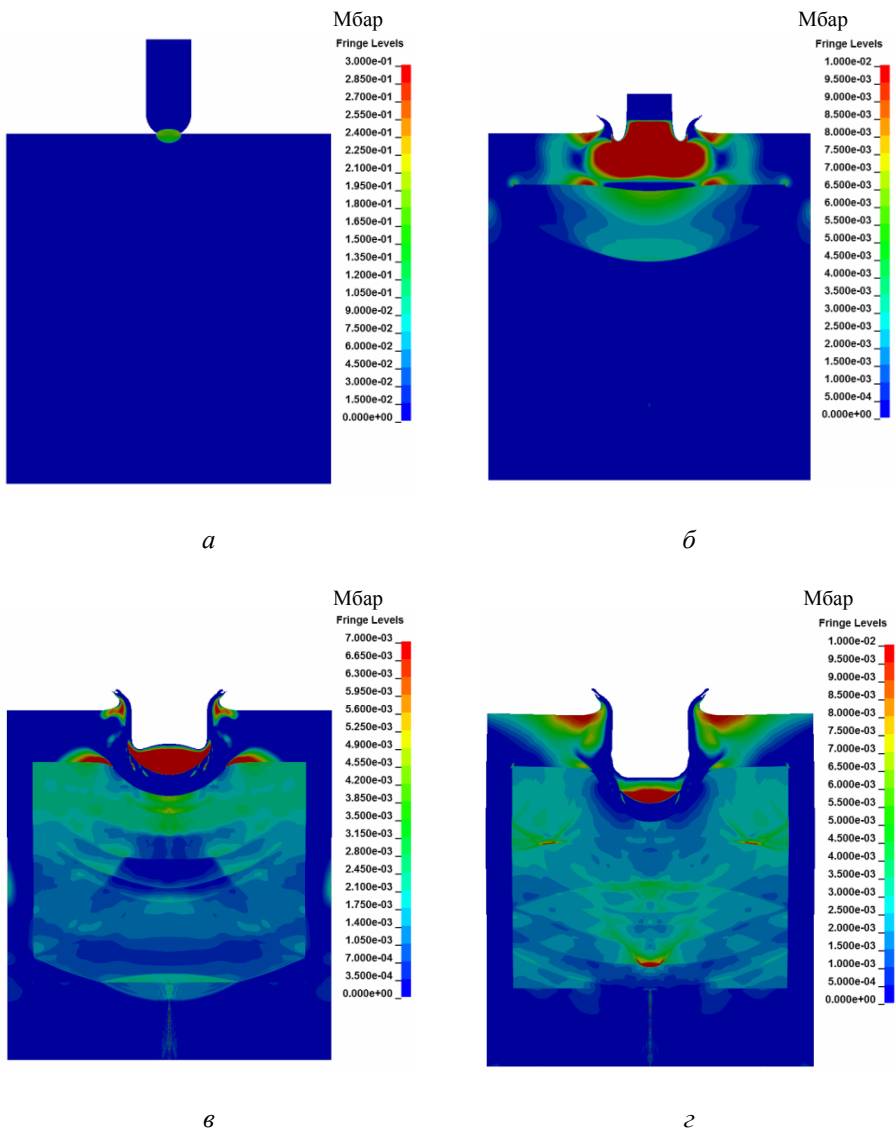 Мбар
Fringe Levels
3.000e-01
2.850e-01
2.700e-01
2.550e-01
2.400e-01
2.250e-01
2.100e-01
1.950e-01
1.800e-01
1.650e-01
1.500e-01
1.350e-01
1.200e-01
1.050e-01
9.000e-02
7.500e-02
6.000e-02
4.500e-02
3.000e-02
1.500e-02
0.000e+00
а
Мбар
Fringe Levels
1.000e-02
9.500e-03
9.000e-03
8.500e-03
8.000e-03
7.500e-03
7.000e-03
6.500e-03
6.000e-03
5.500e-03
5.000e-03
4.500e-03
4.000e-03
3.500e-03
3.000e-03
2.500e-03
2.000e-03
1.500e-03
1.000e-03
5.000e-04
0.000e+00
б
Мбар
Fringe Levels
7.000e-03
6.650e-03
6.300e-03
5.950e-03
5.600e-03
5.250e-03
4.900e-03
4.550e-03
4.200e-03
3.850e-03
3.500e-03
3.150e-03
2.800e-03
2.450e-03
2.100e-03
1.750e-03
1.400e-03
1.050e-03
7.000e-04
3.500e-04
0.000e+00
в
Мбар
Fringe Levels
1.000e-02
9.500e-03
9.000e-03
8.500e-03
8.000e-03
7.500e-03
7.000e-03
6.500e-03
6.000e-03
5.500e-03
5.000e-03
4.500e-03
4.000e-03
3.500e-03
3.000e-03
2.500e-03
2.000e-03
1.500e-03
1.000e-03
5.000e-04
0.000e+00
г